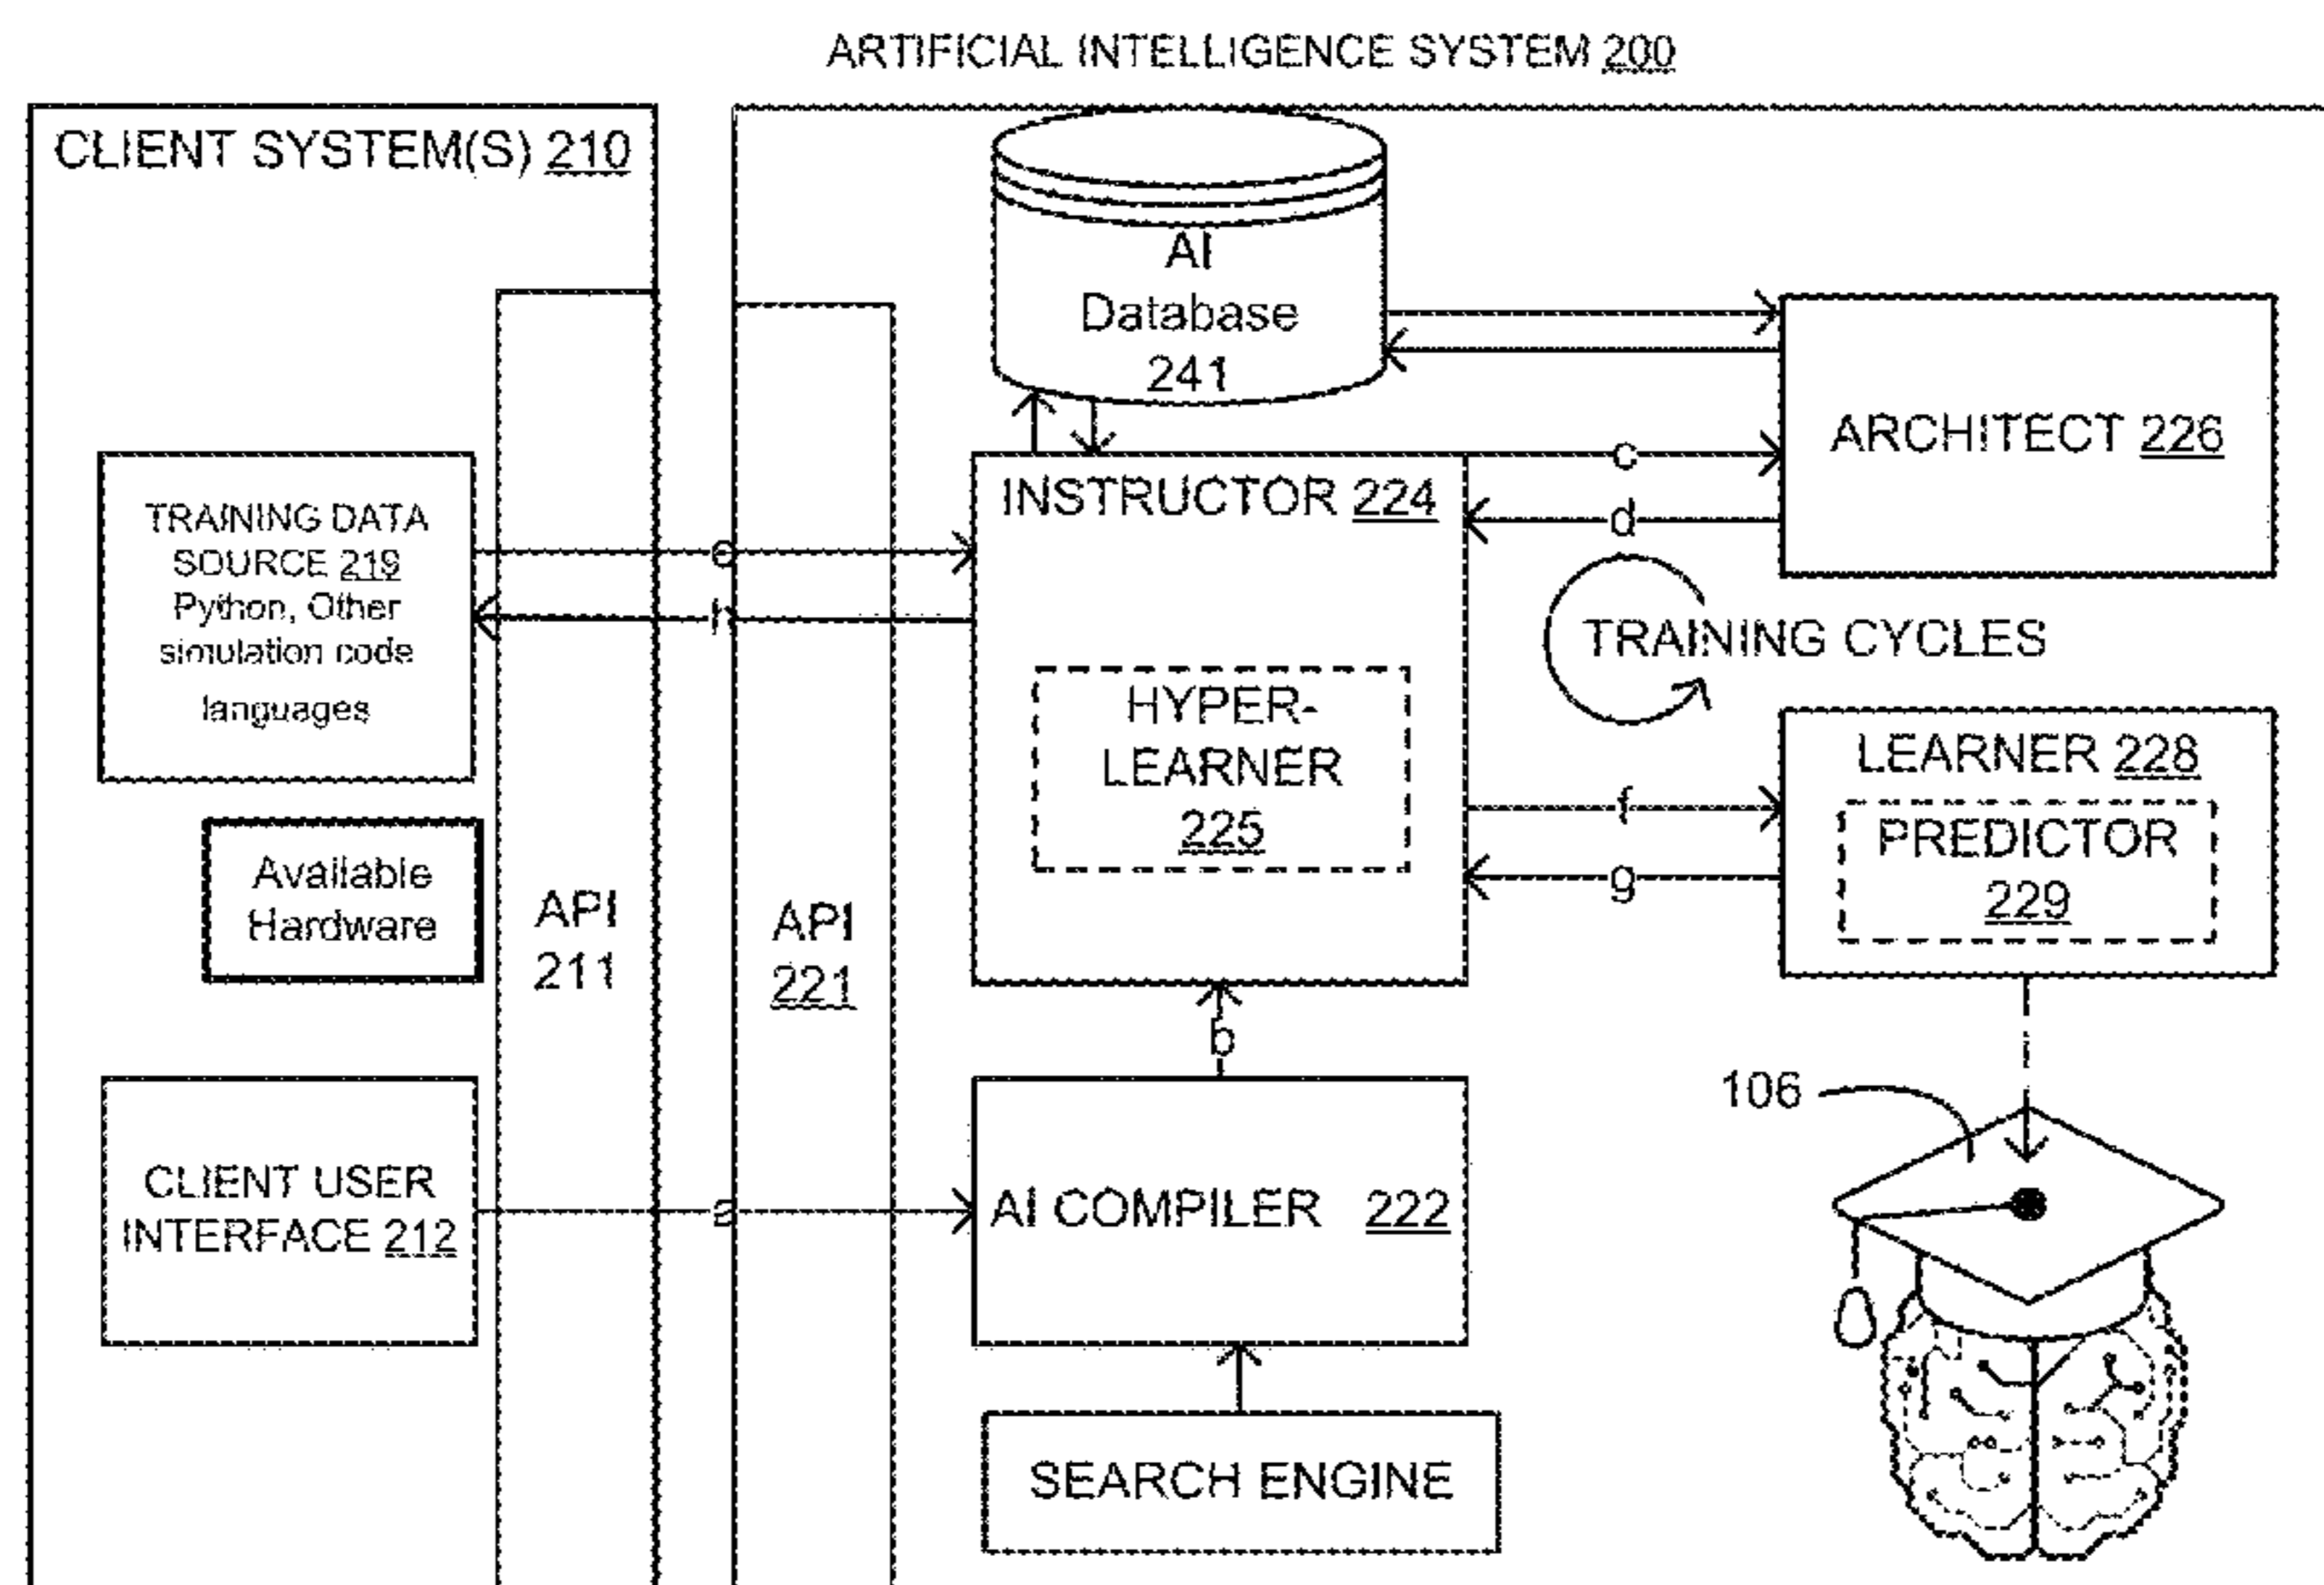 ARTIFICIAL INTELLIGENCE SYSTEM 200
CLIENT SYSTEM(S) 210
AI
Database
241
ARCHITECT 226
c
INSTRUCTOR 224
d
TRAINING DATA
SOURCE 219
Python, Other
simulation code
languages
e
h
TRAINING CYCLES
HYPER-
LEARNER
225
LEARNER 228
f
PREDICTOR
229
g
Available
Hardware
API
211
API
221
b
106
CLIENT USER
INTERFACE 212
a
AI COMPILER 222
SEARCH ENGINE